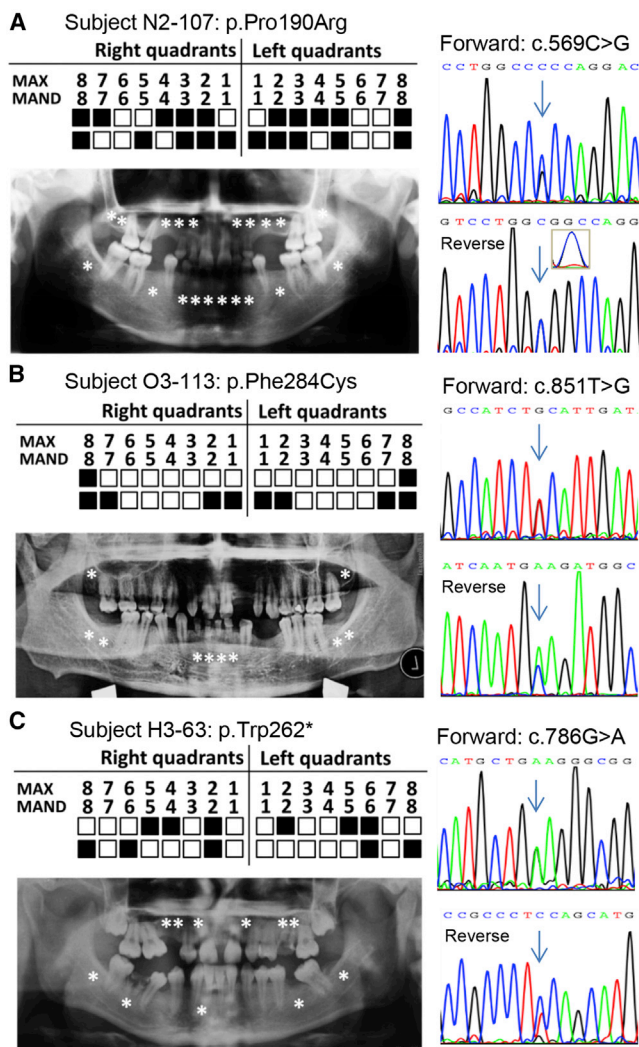 A
Subject N2-107: p.Pro190Arg
Right quadrants Left quadrants
MAX 8 7 6 5 4 3 2 1 1 2 3 4 5 6 7 8
MAND 8 7 6 5 4 3 2 1 1 2 3 4 5 6 7 8
** *** **** *
* * ****** * *
Forward: c.569C>G
CCTGGCCCCCAGGAC
GTCCTGGCGGCCAGG
Reverse
B
Subject O3-113: p.Phe284Cys
Right quadrants Left quadrants
MAX 8 7 6 5 4 3 2 1 1 2 3 4 5 6 7 8
MAND 8 7 6 5 4 3 2 1 1 2 3 4 5 6 7 8
* *
** **** **
L
Forward: c.851T>G
GCCATCTGCATTGAT
ATCAATGAAGATGGC
Reverse
C
Subject H3-63: p.Trp262*
Right quadrants Left quadrants
MAX 8 7 6 5 4 3 2 1 1 2 3 4 5 6 7 8
MAND 8 7 6 5 4 3 2 1 1 2 3 4 5 6 7 8
** * * **
* * * * *
Forward: c.786G>A
CATGCTGAAGGGCGG
CCGCCCTCCAGCATG
Reverse